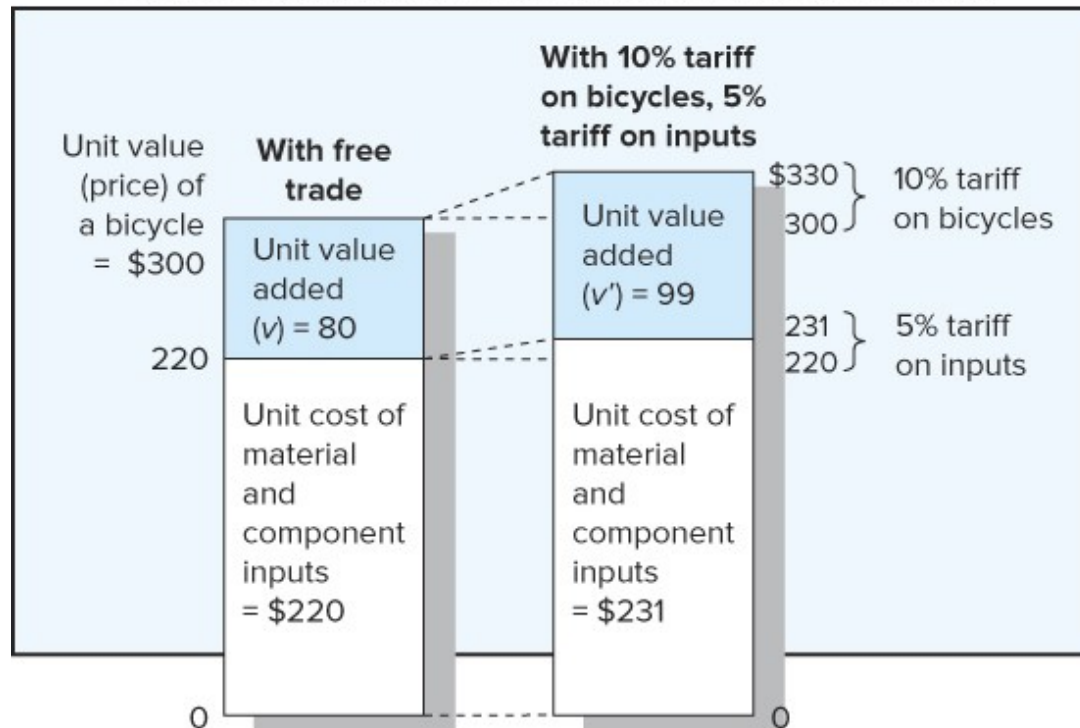 Unit value
(price) of
a bicycle
= $300
220
0
With free
trade
Unit value
added
(v) = 80
Unit cost of
material
and
component
inputs
= $220
With 10% tariff
on bicycles, 5%
tariff on inputs
Unit value
added
(v′) = 99
Unit cost of
material
and
component
inputs
= $231
$330
300
10% tariff
on bicycles
231
220
5% tariff
on inputs
0